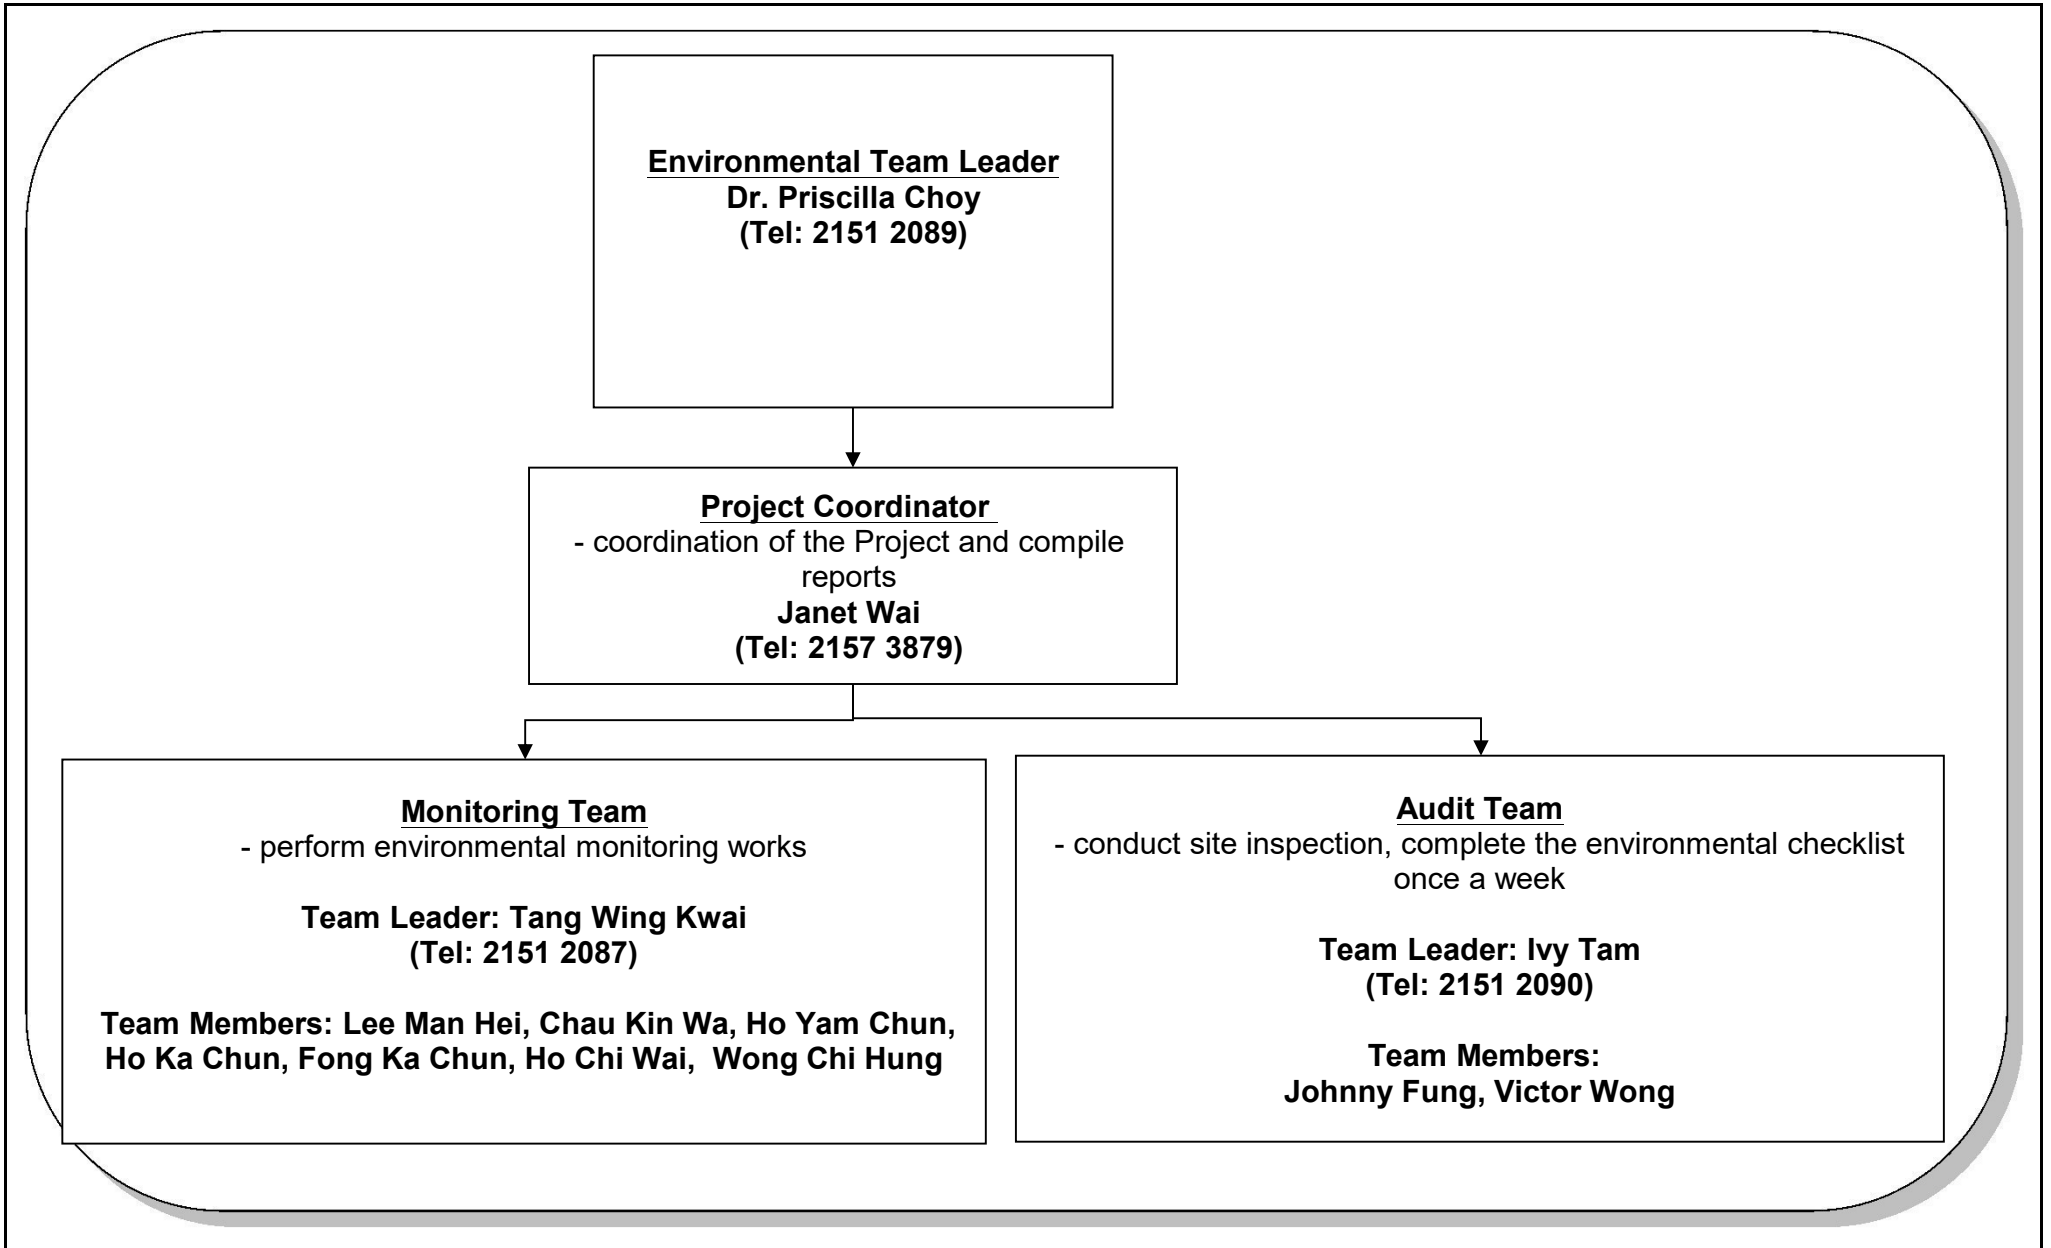 Environmental Team Leader
Dr. Priscilla Choy
(Tel: 2151 2089)
Project Coordinator
- coordination of the Project and compile
reports
Janet Wai
(Tel: 2157 3879)
Monitoring Team
- perform environmental monitoring works
Team Leader: Tang Wing Kwai
(Tel: 2151 2087)
Team Members: Lee Man Hei, Chau Kin Wa, Ho Yam Chun,
Ho Ka Chun, Fong Ka Chun, Ho Chi Wai, Wong Chi Hung
Audit Team
- conduct site inspection, complete the environmental checklist
once a week
Team Leader: Ivy Tam
(Tel: 2151 2090)
Team Members:
Johnny Fung, Victor Wong